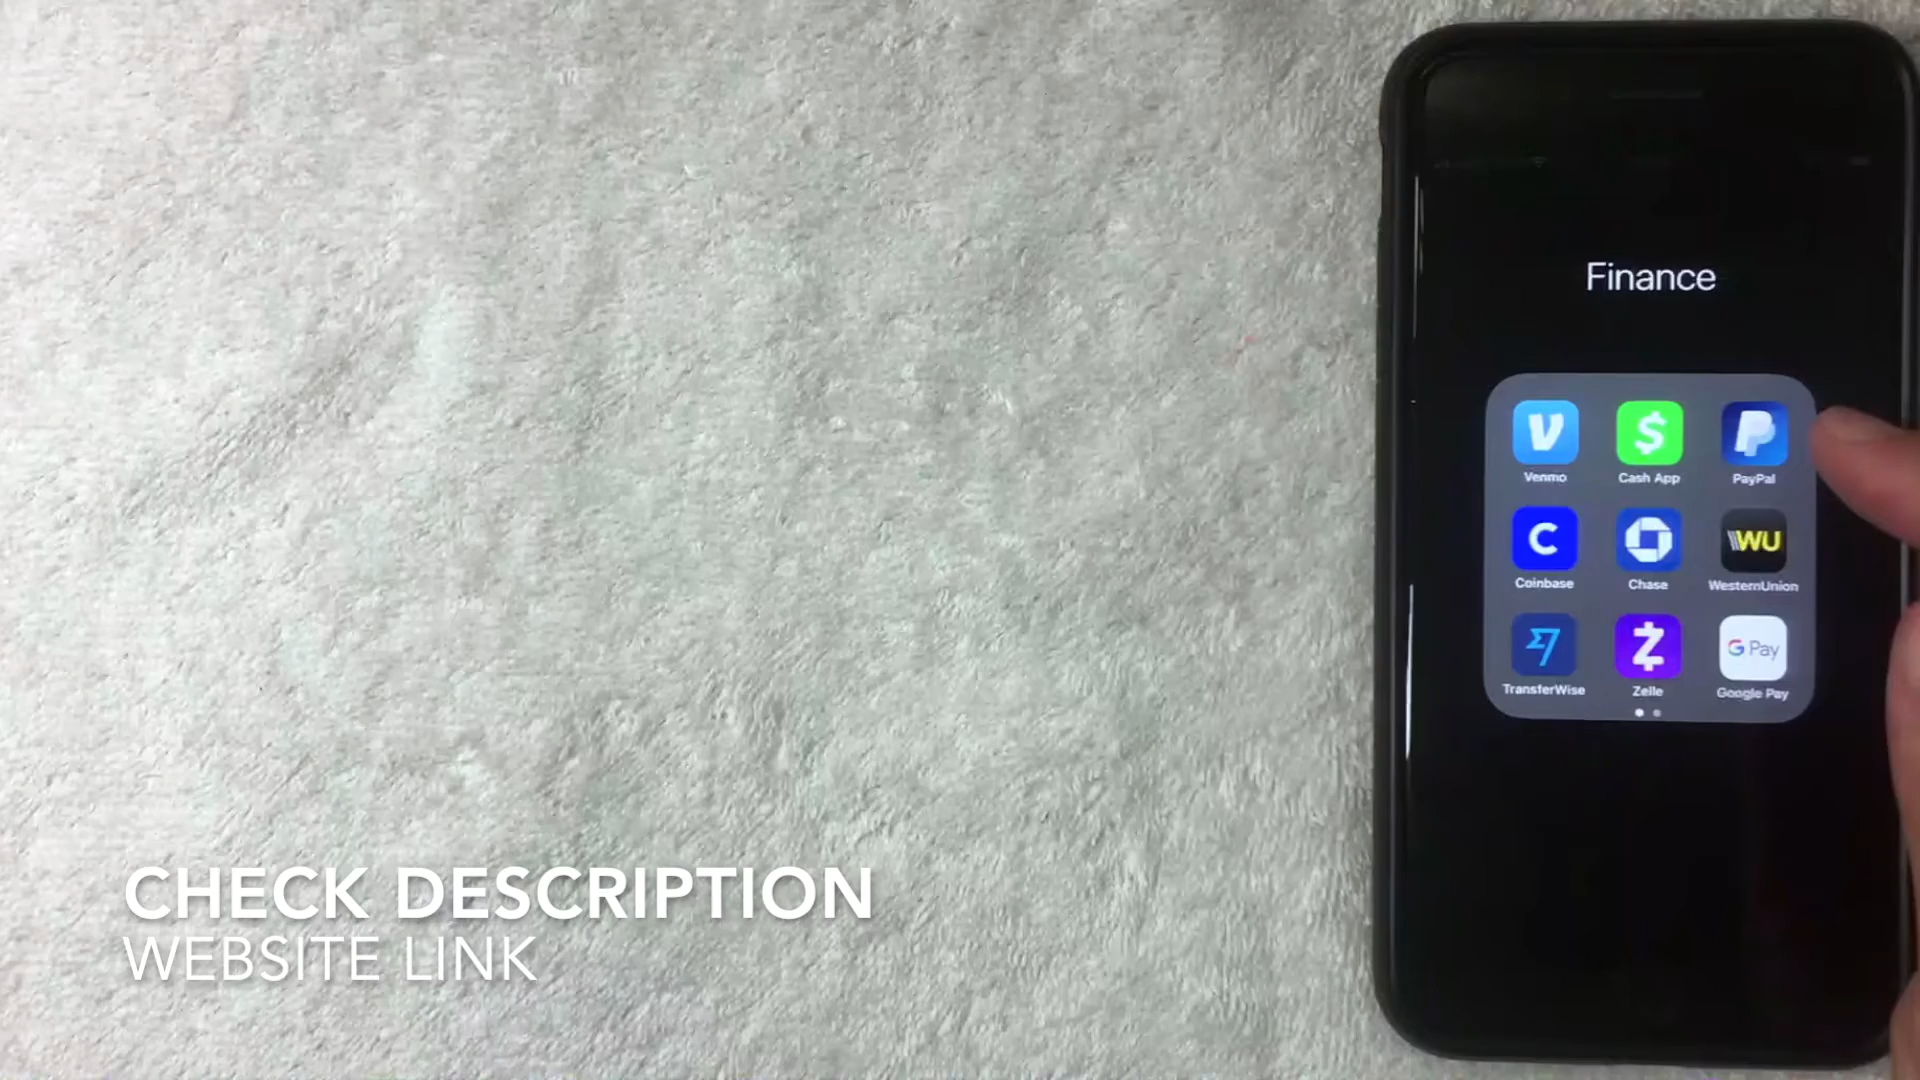 Finance
Venmo
Cash App
PayPal
Coinbase
Chase
WU
WesternUnion
TransferWise
Zelle
G Pay
Google Pay
CHECK DESCRIPTION
WEBSITE LINK